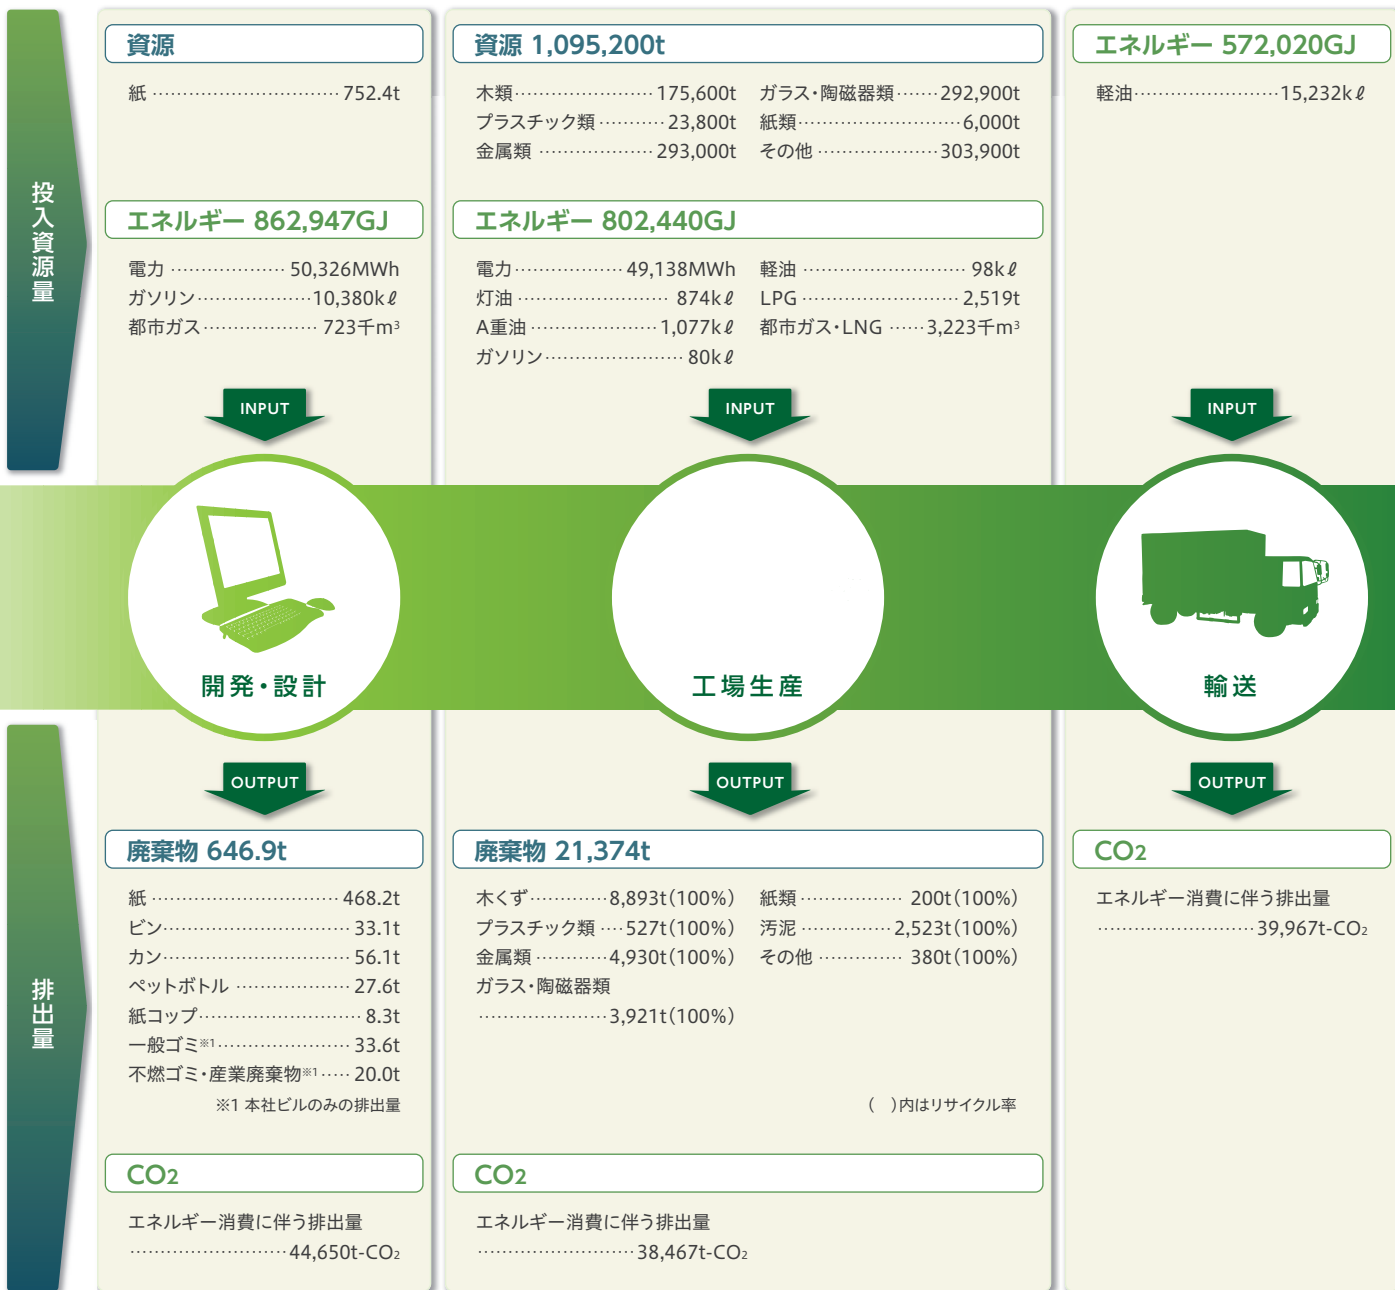 投入資源量
資源
紙 ……………………………… 752.4t
エネルギー 862,947GJ
電力 ………………… 50,326MWh
ガソリン…………………10,380kℓ
都市ガス………………… 723千m³
INPUT
開発・設計
資源 1,095,200t
木類………………………175,600t
プラスチック類 ………… 23,800t
金属類 …………………293,000t
ガラス・陶磁器類………292,900t
紙類…………………………6,000t
その他 …………………303,900t
エネルギー 802,440GJ
電力…………………49,138MWh
灯油 ……………………… 874kℓ
A重油……………………1,077kℓ
ガソリン…………………… 80kℓ
軽油 ……………………… 98kℓ
LPG ………………………2,519t
都市ガス・LNG ……3,223千m³
INPUT
工場生産
エネルギー 572,020GJ
軽油………………………15,232kℓ
INPUT
輸送
排出量
OUTPUT
廃棄物 646.9t
紙 ……………………………468.2t
ビン…………………………… 33.1t
カン…………………………… 56.1t
ペットボトル ………………… 27.6t
紙コップ……………………… 8.3t
一般ゴミ※1…………………… 33.6t
不燃ゴミ・産業廃棄物※1…… 20.0t
※1 本社ビルのみの排出量
CO2
エネルギー消費に伴う排出量
………………………44,650t-CO2
OUTPUT
廃棄物 21,374t
木くず…………8,893t(100%)
プラスチック類 …527t(100%)
金属類 …………4,930t(100%)
ガラス・陶磁器類
…………………3,921t(100%)
紙類……………… 200t(100%)
汚泥 ……………2,523t(100%)
その他 ………… 380t(100%)
( )内はリサイクル率
CO2
エネルギー消費に伴う排出量
………………………38,467t-CO2
OUTPUT
CO2
エネルギー消費に伴う排出量
………………………39,967t-CO2